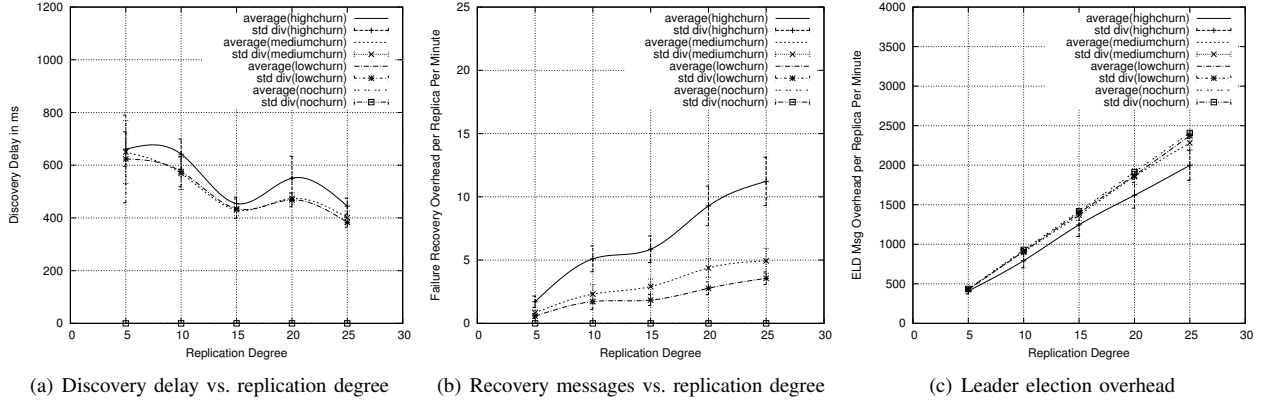 1200
1000
800
600
400
200
0
0 5 10 15 20 25 30
Discovery Delay in ms
Replication Degree
average(highchurn)
std div(highchurn)
average(mediumchurn)
std div(mediumchurn)
average(lowchurn)
std div(lowchurn)
average(nochurn)
std div(nochurn)
(a) Discovery delay vs. replication degree
25
20
15
10
5
0
0 5 10 15 20 25 30
Failure Recovery Overhead per Replica Per Minute
Replication Degree
average(highchurn)
std div(highchurn)
average(mediumchurn)
std div(mediumchurn)
average(lowchurn)
std div(lowchurn)
average(nochurn)
std div(nochurn)
(b) Recovery messages vs. replication degree
4000
3500
3000
2500
2000
1500
1000
500
0
0 5 10 15 20 25 30
ELD Msg Overhead per Replica Per Minute
Replication Degree
average(highchurn)
std div(highchurn)
average(mediumchurn)
std div(mediumchurn)
average(lowchurn)
std div(lowchurn)
average(nochurn)
std div(nochurn)
(c) Leader election overhead